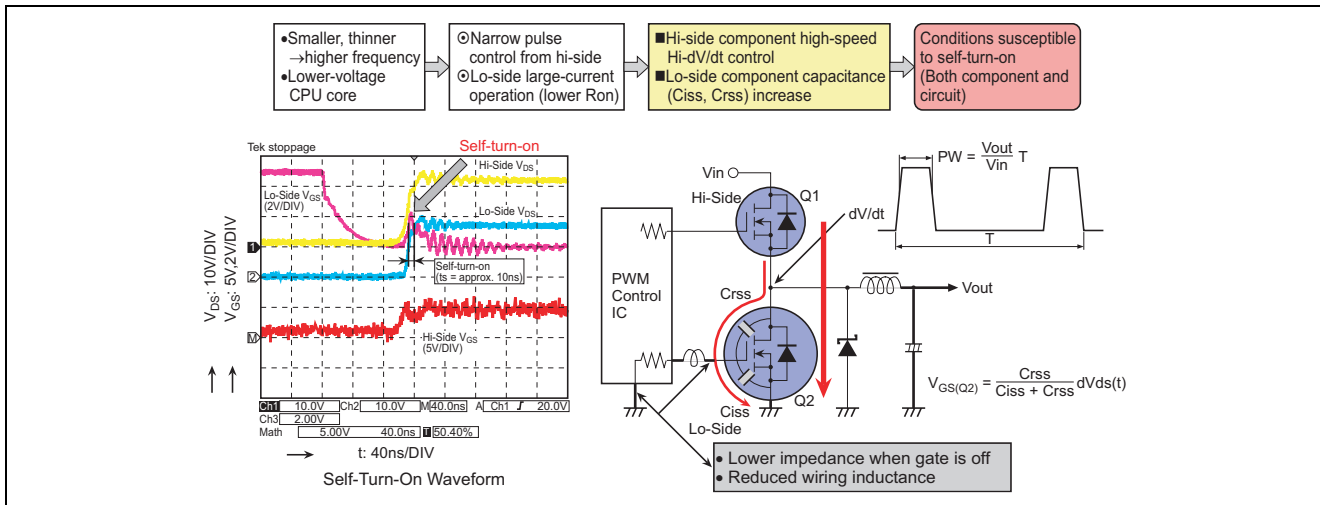 •Smaller, thinner
→higher frequency
•Lower-voltage
CPU core
⊙Narrow pulse
control from hi-side
⊙Lo-side large-current
operation (lower Ron)
■Hi-side component high-speed
Hi-dV/dt control
■Lo-side component capacitance
(Ciss, Crss) increase
Conditions susceptible
to self-turn-on
(Both component and
circuit)
Tek stoppage
Self-turn-on
Hi-Side VDS
Lo-Side VGS
(2V/DIV)
Lo-Side VDS
1
2
M
Self-turn-on
(ts = approx. 10ns)
Hi-Side VGS
(5V/DIV)
VDS: 10V/DIV
VGS: 5V,2V/DIV
Ch1 10.0V Ch2 10.0V M 40.0ns A Ch1 ∫ 20.0V
Ch3 2.00V
Math 5.00V 40.0ns T 50.40%
t: 40ns/DIV
Self-Turn-On Waveform
Vin
Hi-Side
Q1
dV/dt
PWM
Control
IC
Crss
Ciss
Q2
Lo-Side
Vout
PW = Vout/Vin T
T
VGS(Q2) = Crss/(Ciss + Crss) dVds(t)
• Lower impedance when gate is off
• Reduced wiring inductance